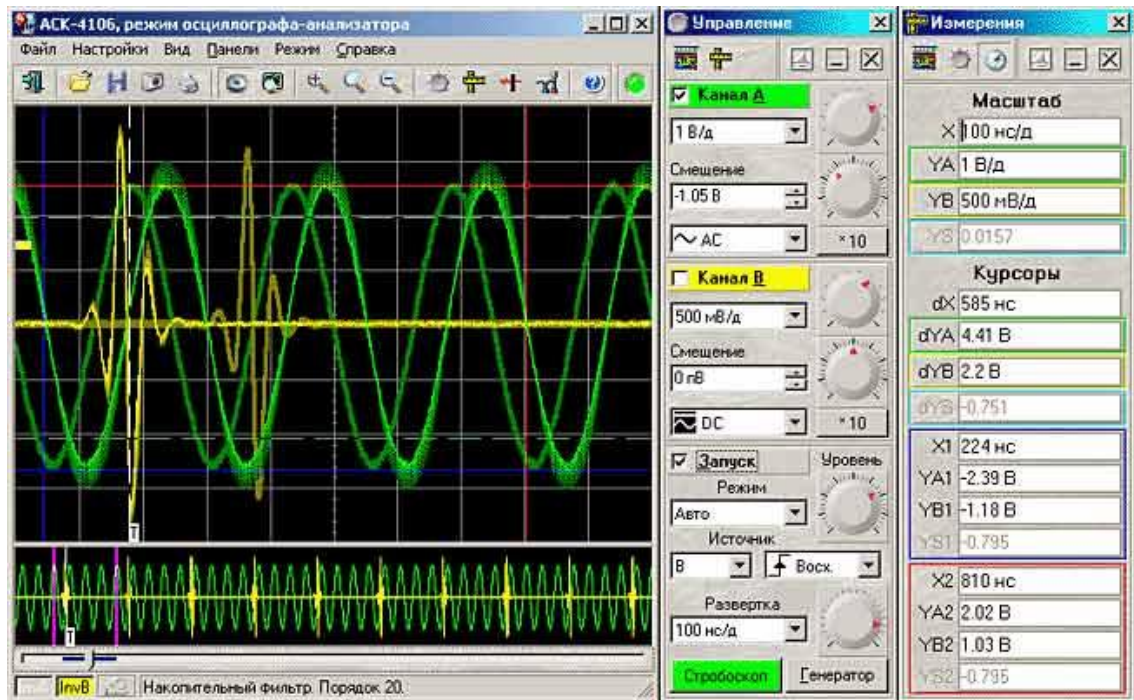 АСК-4106, режим осциллографа-анализатора
Файл Настройки Вид Панели Режим Справка
T
T
InvB Накопительный фильтр. Порядок 20.
Управление
Канал A
1 В/д
Смещение
-1.05 В
AC
*10
Канал B
500 мВ/д
Смещение
0 пВ
DC
*10
Запуск Уровень
Режим
Авто
Источник
B Восх.
Развертка
100 нс/д
Стробоскоп Генератор
Измерения
Масштаб
X 100 нс/д
YA 1 В/д
YB 500 мВ/д
YS 0.0157
Курсоры
dX 585 нс
dYA 4.41 В
dYB 2.2 В
dYS -0.751
X1 224 нс
YA1 -2.39 В
YB1 -1.18 В
YS1 -0.795
X2 810 нс
YA2 2.02 В
YB2 1.03 В
YS2 -0.795